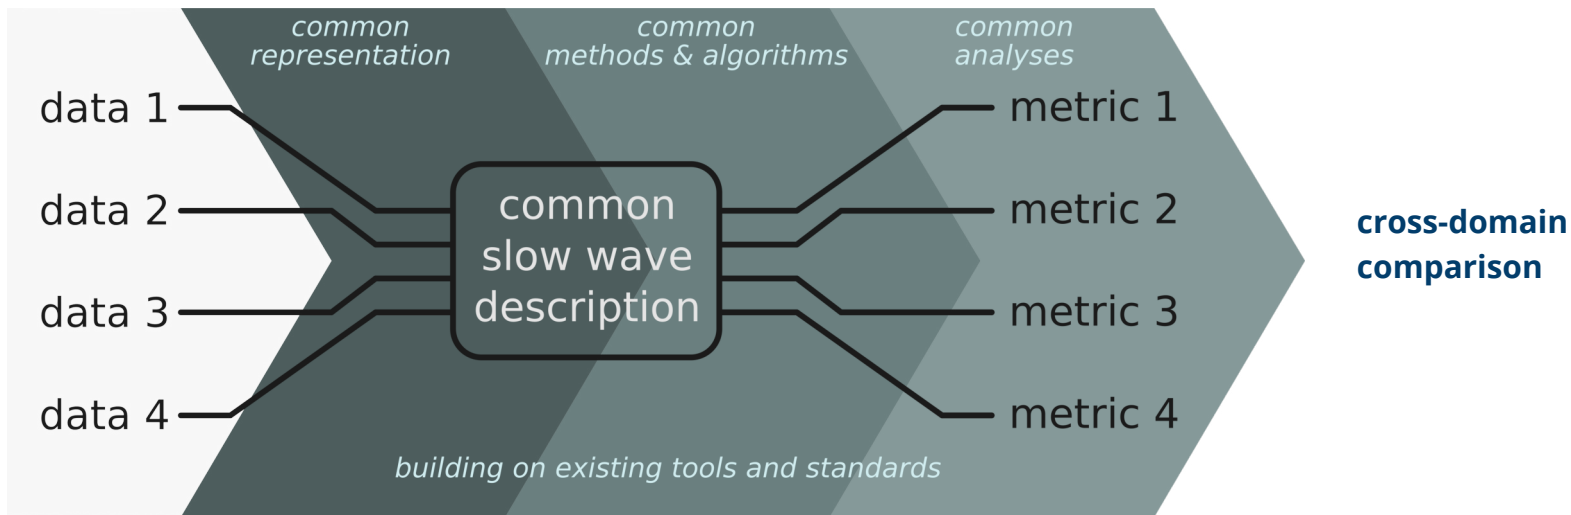 common
representation
common
methods & algorithms
common
analyses
data 1
data 2
data 3
data 4
common
slow wave
description
metric 1
metric 2
metric 3
metric 4
building on existing tools and standards
cross-domain
comparison